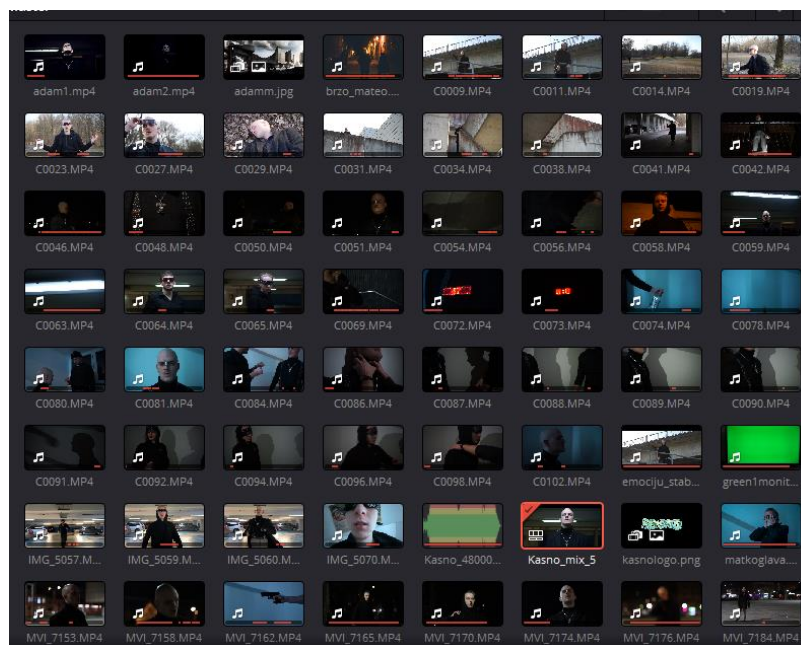 adam1.mp4 adam2.mp4 adamm.jpg brzo_mateo.... C0009.MP4 C0011.MP4 C0014.MP4 C0019.MP4
C0023.MP4 C0027.MP4 C0029.MP4 C0031.MP4 C0034.MP4 C0038.MP4 C0041.MP4 C0042.MP4
C0046.MP4 C0048.MP4 C0050.MP4 C0051.MP4 C0054.MP4 C0056.MP4 C0058.MP4 C0059.MP4
C0063.MP4 C0064.MP4 C0065.MP4 C0069.MP4 C0072.MP4 C0073.MP4 C0074.MP4 C0078.MP4
C0080.MP4 C0081.MP4 C0084.MP4 C0086.MP4 C0087.MP4 C0088.MP4 C0089.MP4 C0090.MP4
C0091.MP4 C0092.MP4 C0094.MP4 C0096.MP4 C0098.MP4 C0102.MP4 emociju_stab... green1monit...
IMG_5057.M... IMG_5059.M... IMG_5060.M... IMG_5070.M... Kasno_48000... Kasno_mix_5 kasnologo.png matkoglava....
MVI_7153.MP4 MVI_7158.MP4 MVI_7162.MP4 MVI_7165.MP4 MVI_7170.MP4 MVI_7174.MP4 MVI_7176.MP4 MVI_7184.MP4